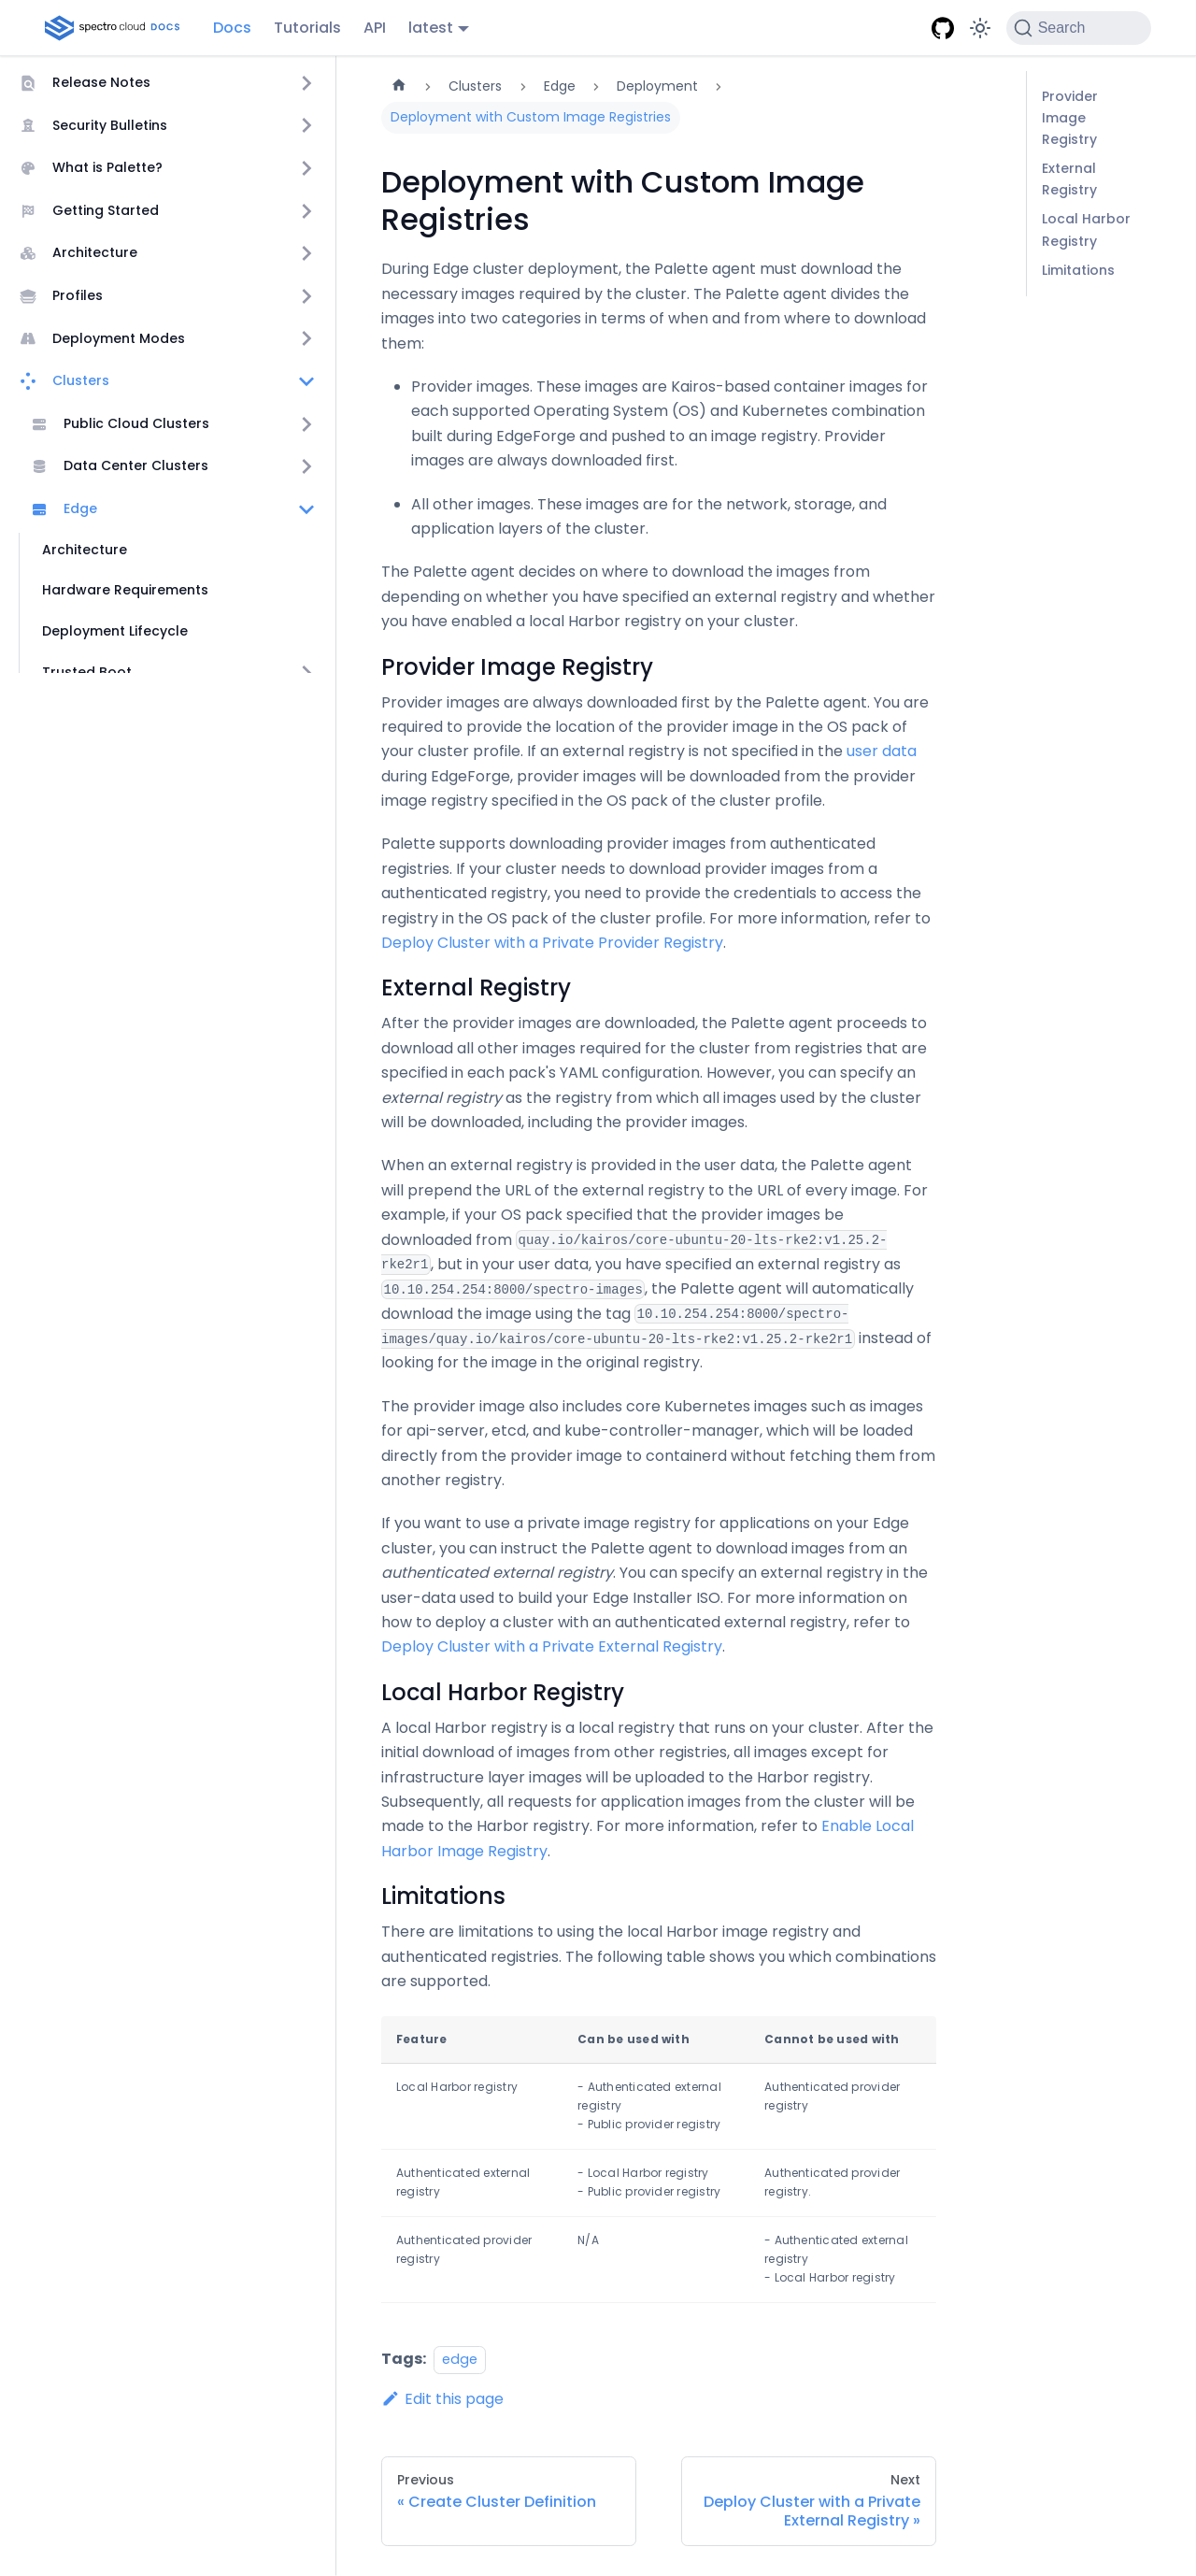 spectro cloud DOCS
Docs
Tutorials
API
latest
Search
Release Notes
Security Bulletins
What is Palette?
Getting Started
Architecture
Profiles
Deployment Modes
Clusters
Public Cloud Clusters
Data Center Clusters
Edge
Architecture
Hardware Requirements
Deployment Lifecycle
Trusted Boot
Clusters
Edge
Deployment
Deployment with Custom Image Registries
Deployment with Custom Image
Registries
During Edge cluster deployment, the Palette agent must download the
necessary images required by the cluster. The Palette agent divides the
images into two categories in terms of when and from where to download
them:
Provider images. These images are Kairos-based container images for
each supported Operating System (OS) and Kubernetes combination
built during EdgeForge and pushed to an image registry. Provider
images are always downloaded first.
All other images. These images are for the network, storage, and
application layers of the cluster.
The Palette agent decides on where to download the images from
depending on whether you have specified an external registry and whether
you have enabled a local Harbor registry on your cluster.
Provider Image Registry
Provider images are always downloaded first by the Palette agent. You are
required to provide the location of the provider image in the OS pack of
your cluster profile. If an external registry is not specified in the user data
during EdgeForge, provider images will be downloaded from the provider
image registry specified in the OS pack of the cluster profile.
Palette supports downloading provider images from authenticated
registries. If your cluster needs to download provider images from a
authenticated registry, you need to provide the credentials to access the
registry in the OS pack of the cluster profile. For more information, refer to
Deploy Cluster with a Private Provider Registry.
External Registry
After the provider images are downloaded, the Palette agent proceeds to
download all other images required for the cluster from registries that are
specified in each pack's YAML configuration. However, you can specify an
external registry as the registry from which all images used by the cluster
will be downloaded, including the provider images.
When an external registry is provided in the user data, the Palette agent
will prepend the URL of the external registry to the URL of every image. For
example, if your OS pack specified that the provider images be
downloaded from quay.io/kairos/core-ubuntu-20-lts-rke2:v1.25.2-
rke2r1, but in your user data, you have specified an external registry as
10.10.254.254:8000/spectro-images, the Palette agent will automatically
download the image using the tag 10.10.254.254:8000/spectro-
images/quay.io/kairos/core-ubuntu-20-lts-rke2:v1.25.2-rke2r1 instead of
looking for the image in the original registry.
The provider image also includes core Kubernetes images such as images
for api-server, etcd, and kube-controller-manager, which will be loaded
directly from the provider image to containerd without fetching them from
another registry.
If you want to use a private image registry for applications on your Edge
cluster, you can instruct the Palette agent to download images from an
authenticated external registry. You can specify an external registry in the
user-data used to build your Edge Installer ISO. For more information on
how to deploy a cluster with an authenticated external registry, refer to
Deploy Cluster with a Private External Registry.
Local Harbor Registry
A local Harbor registry is a local registry that runs on your cluster. After the
initial download of images from other registries, all images except for
infrastructure layer images will be uploaded to the Harbor registry.
Subsequently, all requests for application images from the cluster will be
made to the Harbor registry. For more information, refer to Enable Local
Harbor Image Registry.
Limitations
There are limitations to using the local Harbor image registry and
authenticated registries. The following table shows you which combinations
are supported.
Feature
Can be used with
Cannot be used with
Local Harbor registry
- Authenticated external
registry
- Public provider registry
Authenticated provider
registry
Authenticated external
registry
- Local Harbor registry
- Public provider registry
Authenticated provider
registry.
Authenticated provider
registry
N/A
- Authenticated external
registry
- Local Harbor registry
Tags: edge
Edit this page
Previous
« Create Cluster Definition
Next
Deploy Cluster with a Private
External Registry »
Provider
Image
Registry
External
Registry
Local Harbor
Registry
Limitations